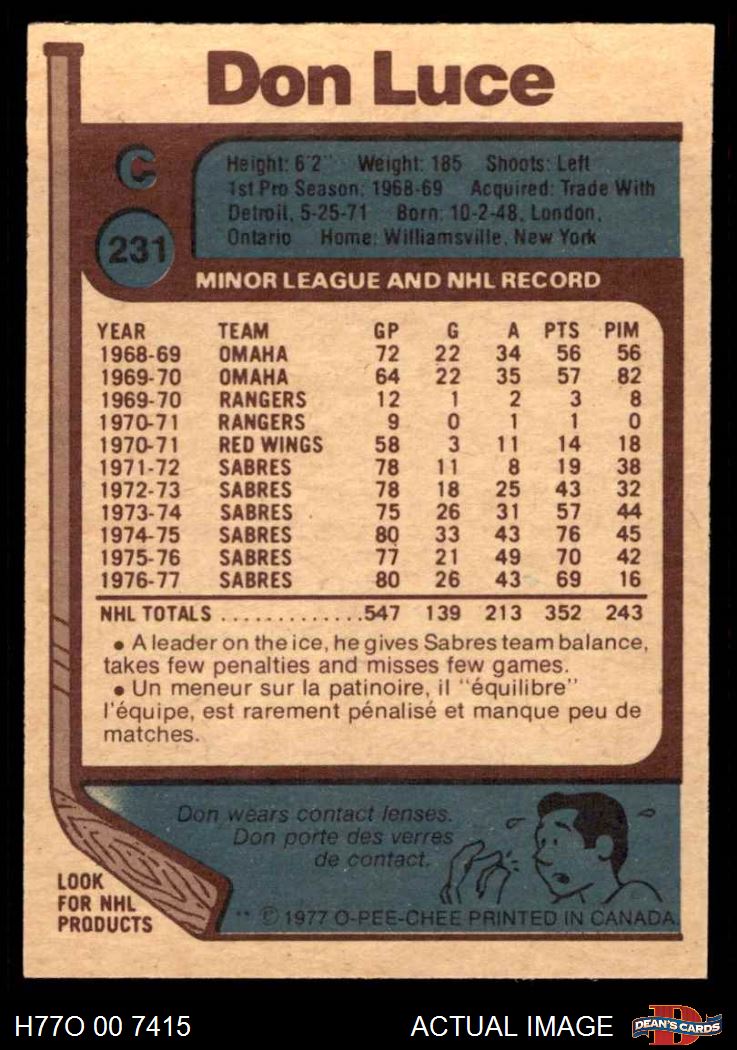 Don Luce
C
231
Height: 6'2" Weight: 185 Shoots: Left
1st Pro Season: 1968-69 Acquired: Trade With
Detroit, 5-25-71 Born: 10-2-48, London,
Ontario Home: Williamsville, New York
MINOR LEAGUE AND NHL RECORD
YEAR TEAM GP G A PTS PIM
1968-69 OMAHA 72 22 34 56 56
1969-70 OMAHA 64 22 35 57 82
1969-70 RANGERS 12 1 2 3 8
1970-71 RANGERS 9 0 1 1 0
1970-71 RED WINGS 58 3 11 14 18
1971-72 SABRES 78 11 8 19 38
1972-73 SABRES 78 18 25 43 32
1973-74 SABRES 75 26 31 57 44
1974-75 SABRES 80 33 43 76 45
1975-76 SABRES 77 21 49 70 42
1976-77 SABRES 80 26 43 69 16
NHL TOTALS .............547 139 213 352 243
• A leader on the ice, he gives Sabres team balance,
takes few penalties and misses few games.
• Un meneur sur la patinoire, il "équilibre"
l'équipe, est rarement pénalisé et manque peu de
matches.
Don wears contact lenses.
Don porte des verres
de contact.
LOOK
FOR NHL
PRODUCTS
** © 1977 O-PEE-CHEE PRINTED IN CANADA.
H77O 00 7415 ACTUAL IMAGE
D
DEAN'S CARDS